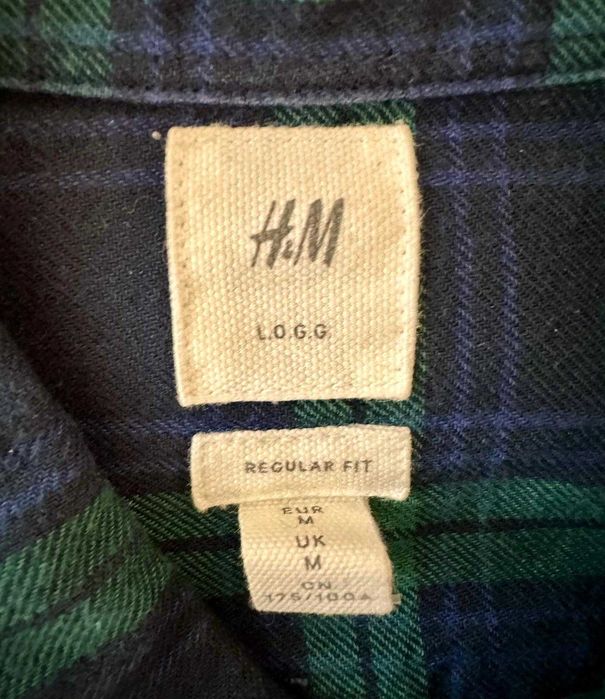 H&M
L.O.G.G.
REGULAR FIT
EUR
M
UK
M
CN
175/100A